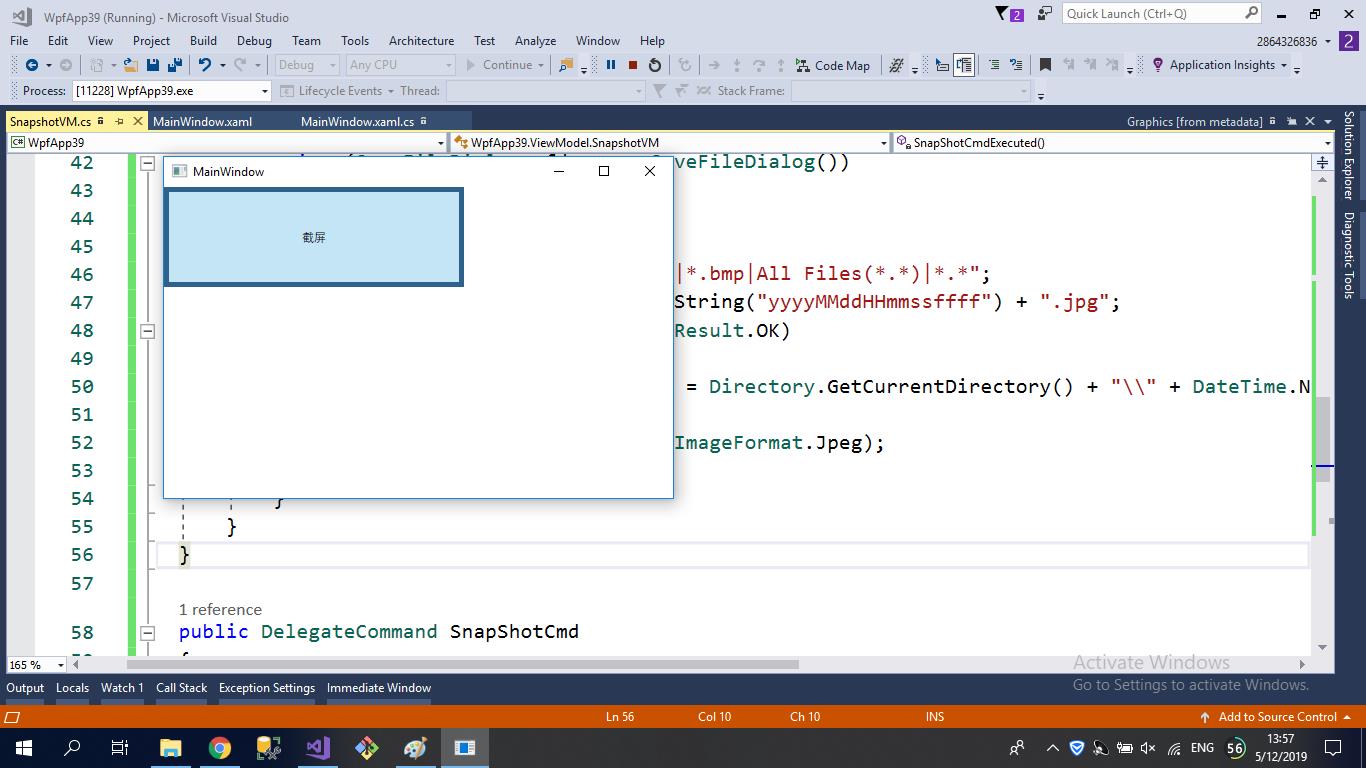 WpfApp39 (Running) - Microsoft Visual Studio
2
Quick Launch (Ctrl+Q)
File Edit View Project Build Debug Team Tools Architecture Test Analyze Window Help
2864326836 2
Debug Any CPU Continue Code Map Application Insights
Process: [11228] WpfApp39.exe Lifecycle Events Thread: Stack Frame:
SnapshotVM.cs MainWindow.xaml MainWindow.xaml.cs Graphics [from metadata]
C# WpfApp39 WpfApp39.ViewModel.SnapshotVM SnapShotCmdExecuted()
Solution Explorer
Diagnostic Tools
MainWindow
截屏
42 veFileDialog())
43
44
45
46 |*.bmp|All Files(*.*)|*.*";
47 String("yyyyMMddHHmmssffff") + ".jpg";
48 Result.OK)
49
50 = Directory.GetCurrentDirectory() + "\\" + DateTime.N
51
52 ImageFormat.Jpeg);
53
54 }
55 }
56 }
57
1 reference
58 public DelegateCommand SnapShotCmd
165 %
Activate Windows
Go to Settings to activate Windows.
Output Locals Watch 1 Call Stack Exception Settings Immediate Window
Ln 56 Col 10 Ch 10 INS Add to Source Control
ENG 56 13:57
5/12/2019